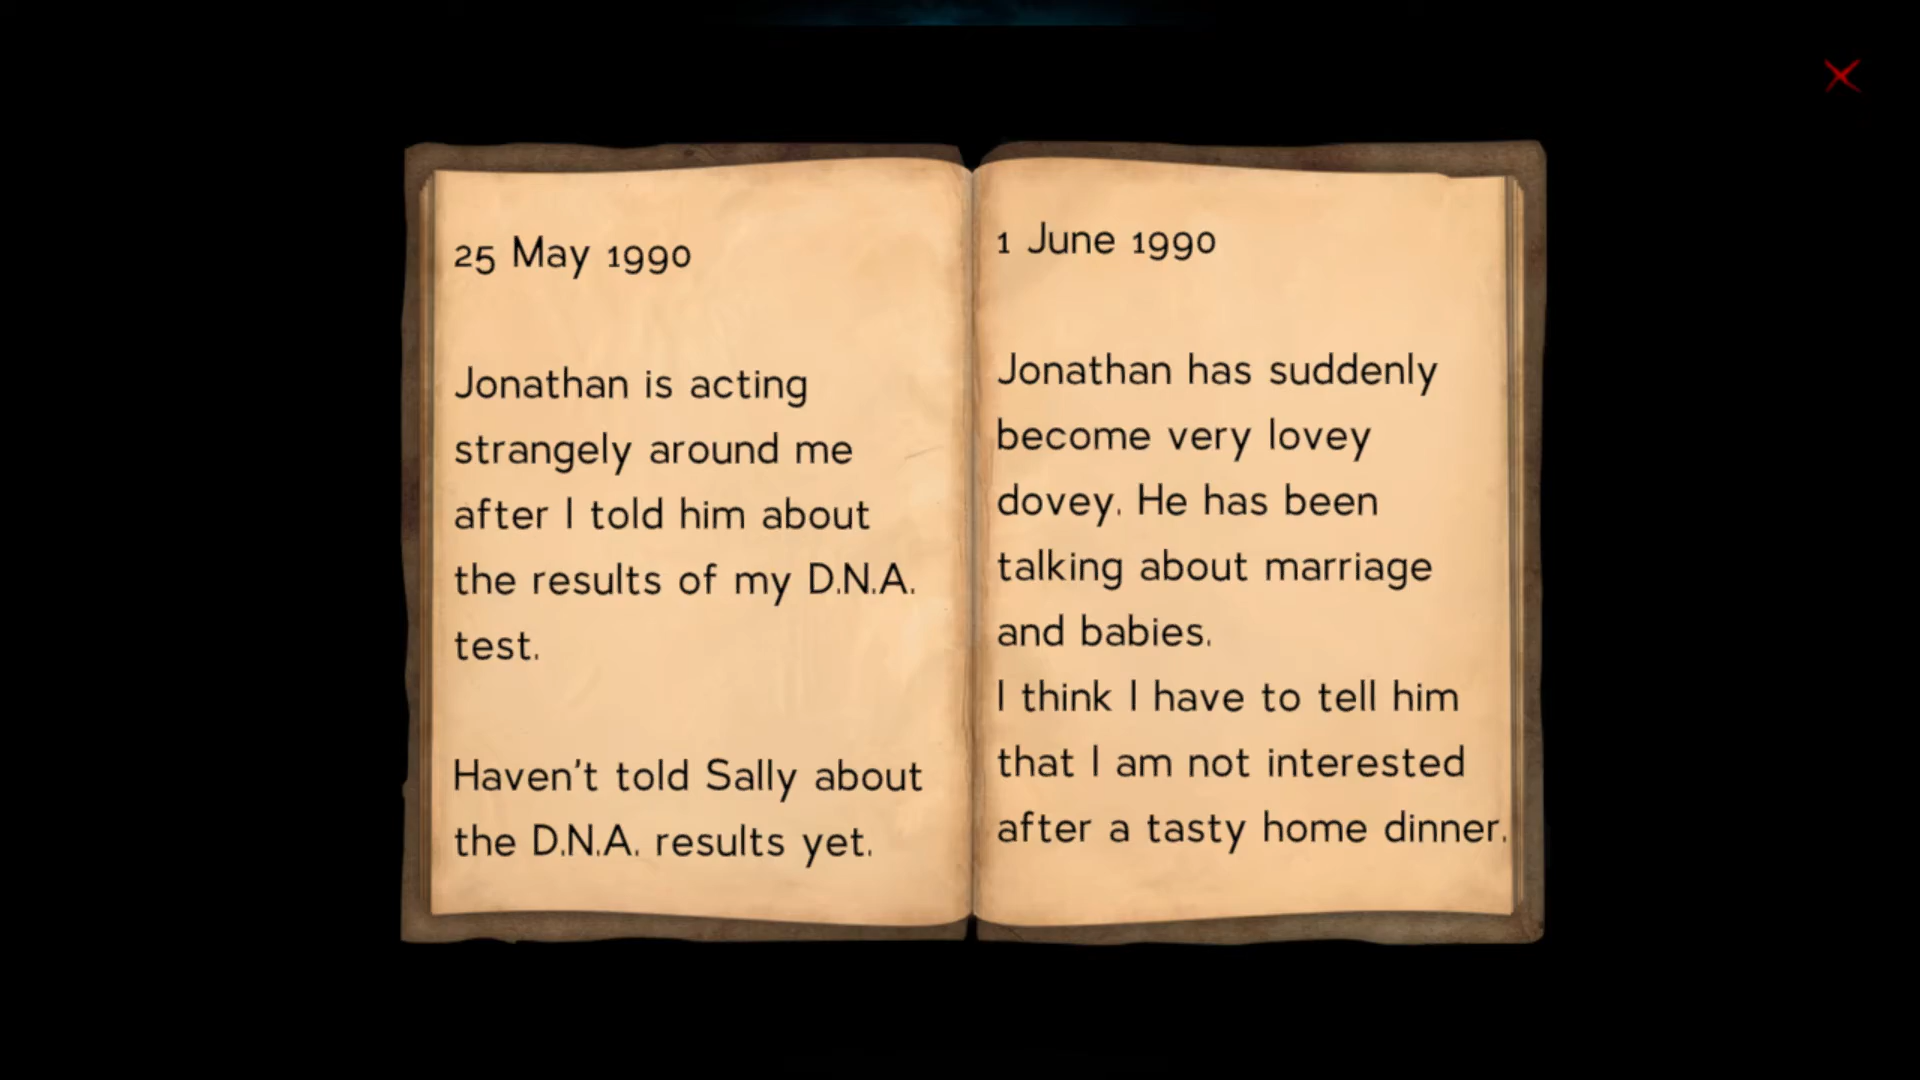 25 May 1990
Jonathan is acting
strangely around me
after I told him about
the results of my D.N.A.
test.
Haven't told Sally about
the D.N.A. results yet.
1 June 1990
Jonathan has suddenly
become very lovey
dovey. He has been
talking about marriage
and babies.
I think I have to tell him
that I am not interested
after a tasty home dinner.